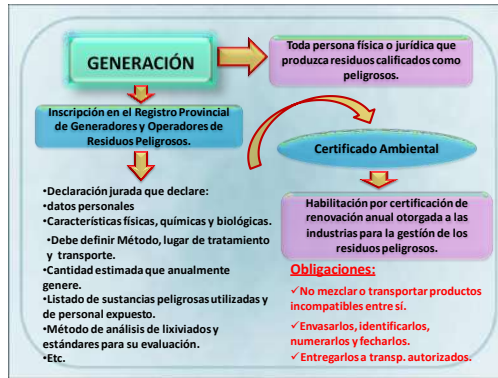 GENERACIÓN
Toda persona física o jurídica que
produzca residuos calificados como
peligrosos.
Inscripción en el Registro Provincial
de Generadores y Operadores de
Residuos Peligrosos.
Certificado Ambiental
•Declaración jurada que declare:
•datos personales
•Características físicas, químicas y biológicas.
•Debe definir Método, lugar de tratamiento
y transporte.
•Cantidad estimada que anualmente
genere.
•Listado de sustancias peligrosas utilizadas y
de personal expuesto.
•Método de análisis de lixiviados y
estándares para su evaluación.
•Etc.
Habilitación por certificación de
renovación anual otorgada a las
industrias para la gestión de los
residuos peligrosos.
Obligaciones:
✓No mezclar o transportar productos
incompatibles entre sí.
✓Envasarlos, identificarlos,
numerarlos y fecharlos.
✓Entregarlos a transp. autorizados.